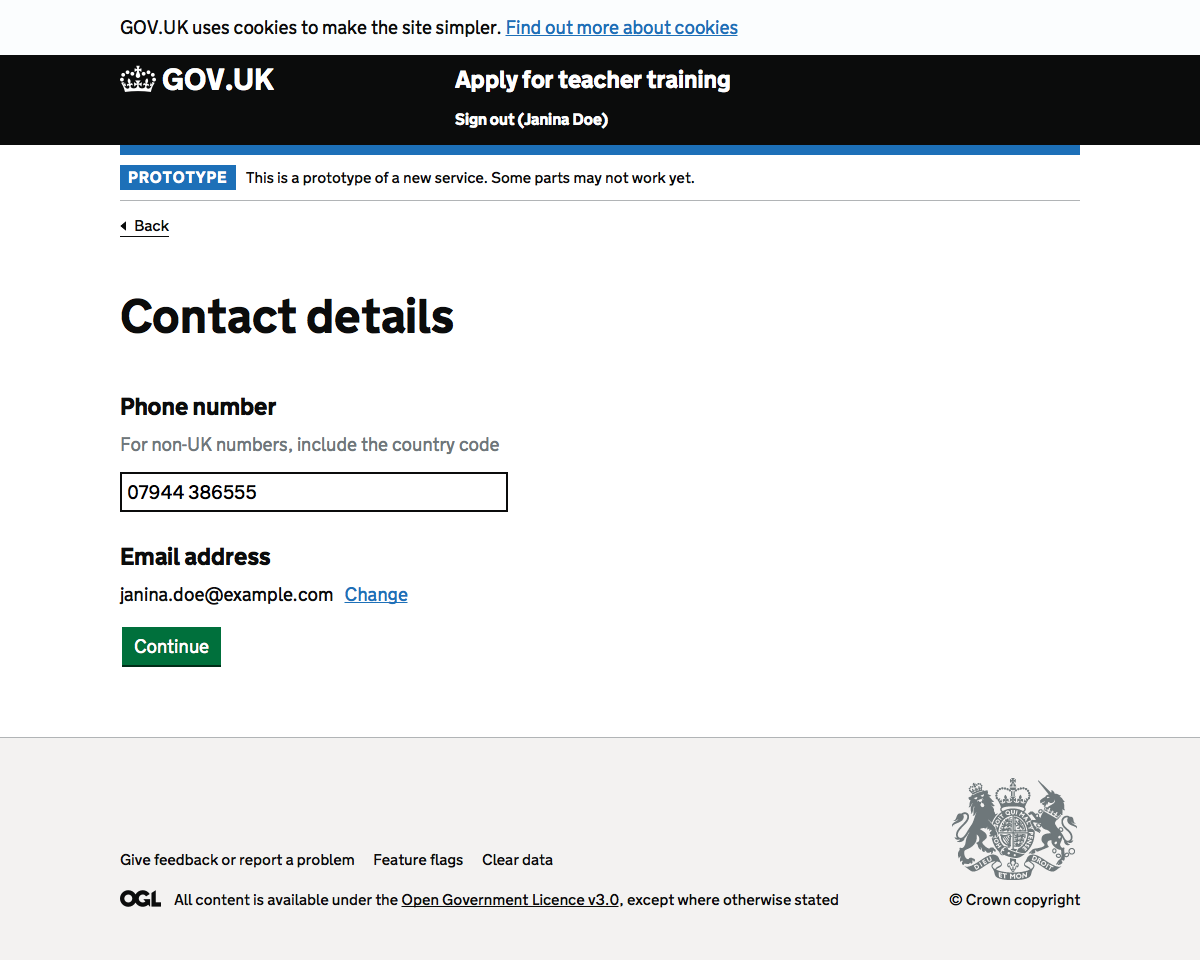 GOV.UK uses cookies to make the site simpler. Find out more about cookies
GOV.UK
Apply for teacher training
Sign out (Janina Doe)
PROTOTYPE This is a prototype of a new service. Some parts may not work yet.
Back
Contact details
Phone number
For non-UK numbers, include the country code
07944 386555
Email address
janina.doe@example.com Change
Continue
Give feedback or report a problem Feature flags Clear data
OGL All content is available under the Open Government Licence v3.0, except where otherwise stated
DIEU ET MON DROIT
© Crown copyright